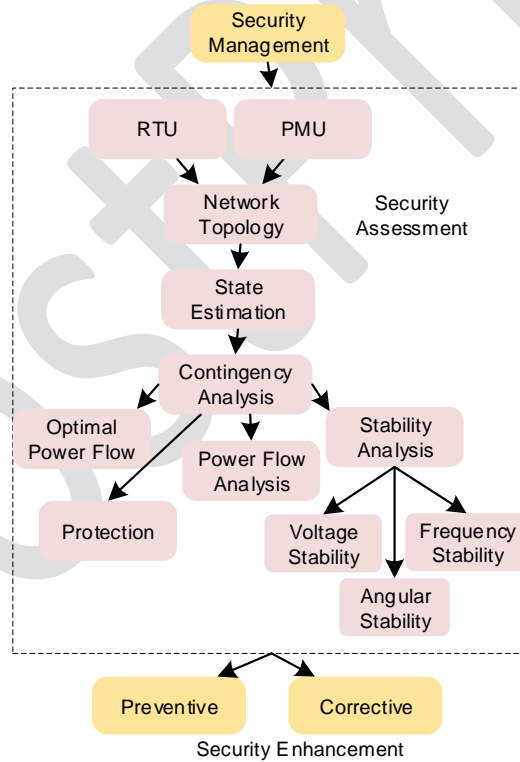 Security
Management
RTU
PMU
Network
Topology
Security
Assessment
State
Estimation
Contingency
Analysis
Optimal
Power Flow
Power Flow
Analysis
Stability
Analysis
Protection
Voltage
Stability
Frequency
Stability
Angular
Stability
Preventive
Corrective
Security Enhancement